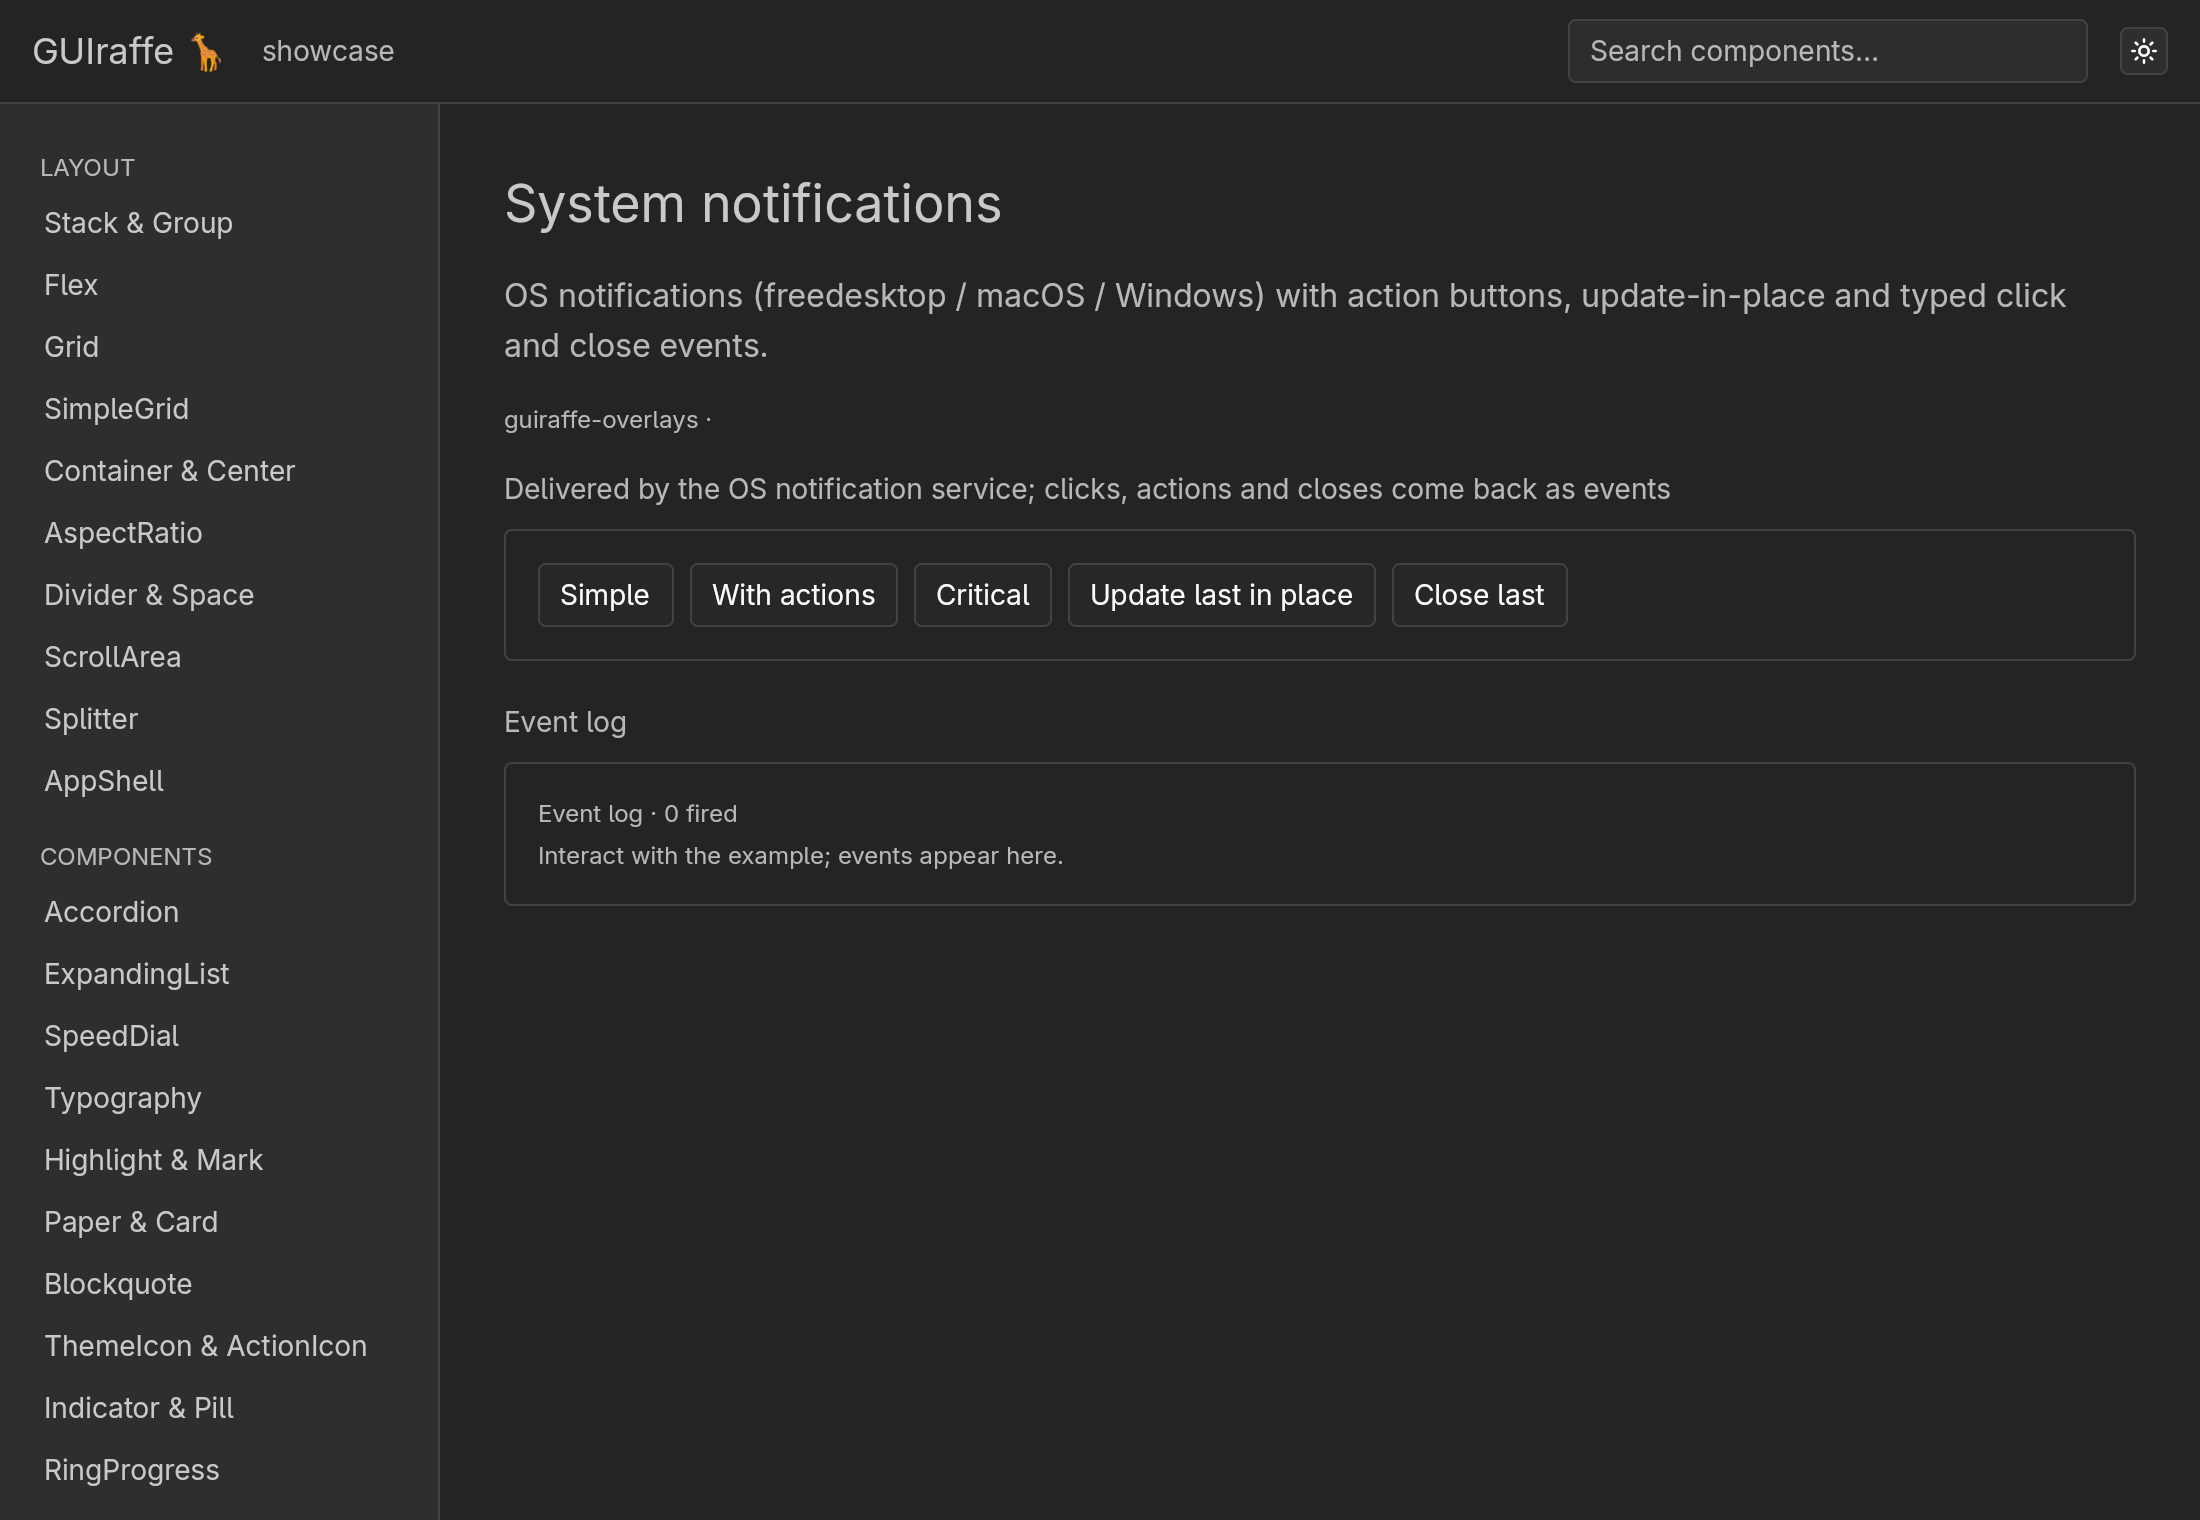 GUIraffe 🦒 showcase
Search components...
LAYOUT
Stack & Group
Flex
Grid
SimpleGrid
Container & Center
AspectRatio
Divider & Space
ScrollArea
Splitter
AppShell
COMPONENTS
Accordion
ExpandingList
SpeedDial
Typography
Highlight & Mark
Paper & Card
Blockquote
ThemeIcon & ActionIcon
Indicator & Pill
RingProgress
System notifications
OS notifications (freedesktop / macOS / Windows) with action buttons, update-in-place and typed click
and close events.
guiraffe-overlays ·
Delivered by the OS notification service; clicks, actions and closes come back as events
Simple With actions Critical Update last in place Close last
Event log
Event log · 0 fired
Interact with the example; events appear here.